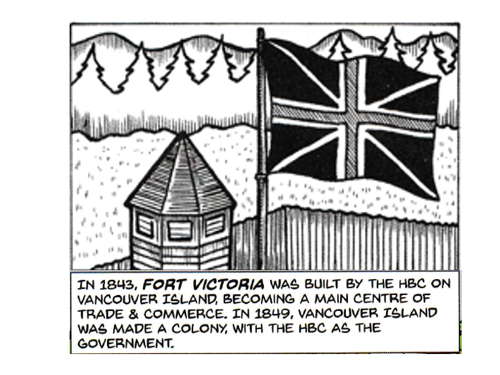 IN 1843, FORT VICTORIA WAS BUILT BY THE HBC ON
VANCOUVER ISLAND, BECOMING A MAIN CENTRE OF
TRADE & COMMERCE. IN 1849, VANCOUVER ISLAND
WAS MADE A COLONY, WITH THE HBC AS THE
GOVERNMENT.